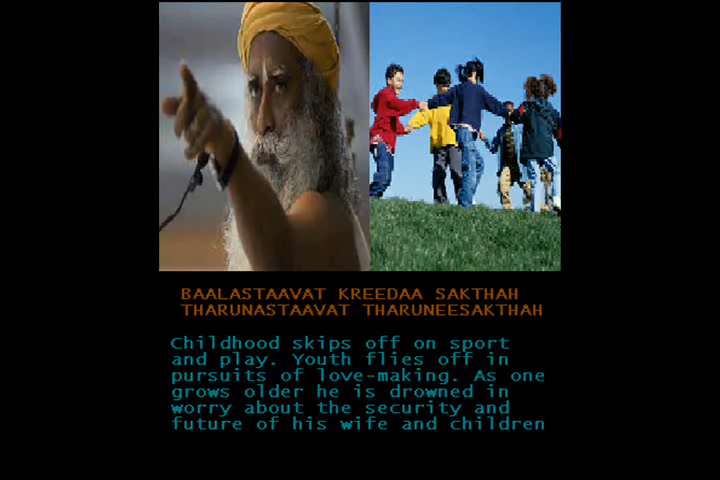 BAALASTAAVAT KREEDAA SAKTHAH
THARUNASTAAVAT THARUNEESAKTHAH
Childhood skips off on sport
and play. Youth flies off in
pursuits of love-making. As one
grows older he is drowned in
worry about the security and
future of his wife and children